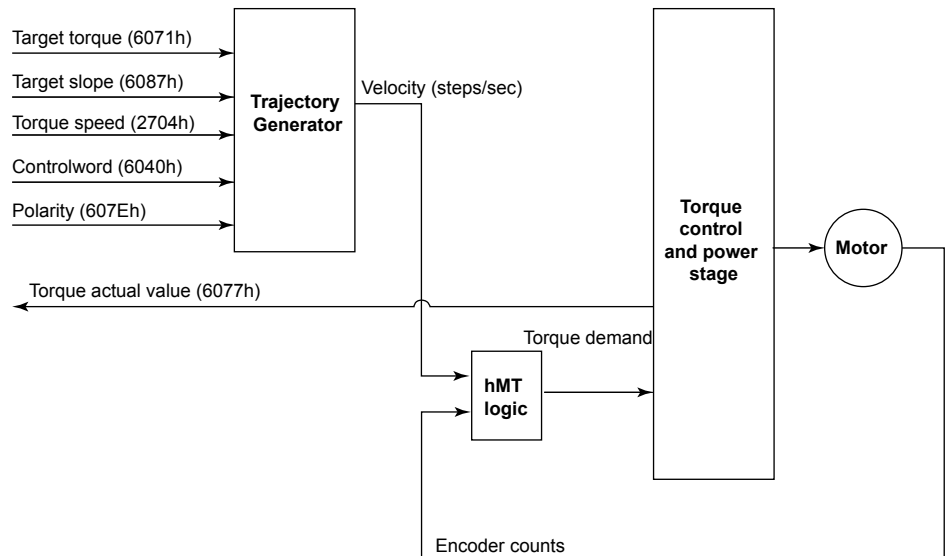 Target torque (6071h)
Target slope (6087h)
Torque speed (2704h)
Controlword (6040h)
Polarity (607Eh)
Trajectory
Generator
Velocity (steps/sec)
Torque
control
and power
stage
Motor
Torque actual value (6077h)
Torque demand
hMT
logic
Encoder counts